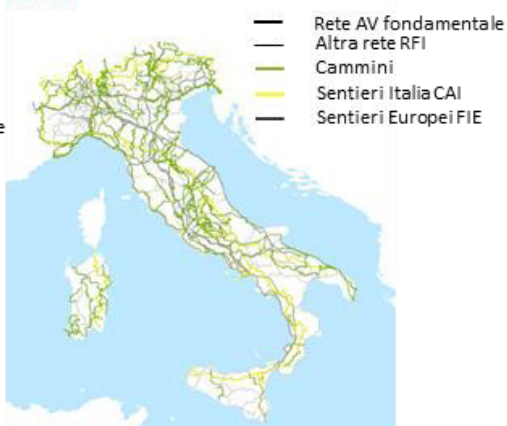 Rete AV fondamentale
Altra rete RFI
Cammini
Sentieri Italia CAI
Sentieri Europei FIE
e